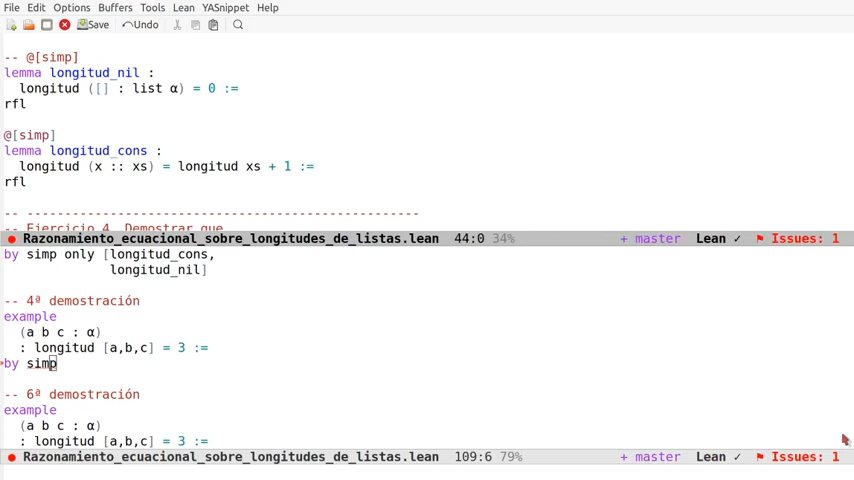 File Edit Options Buffers Tools Lean YASnippet Help
Save Undo
-- @[simp]
lemma longitud_nil :
  longitud ([] : list α) = 0 :=
rfl
@[simp]
lemma longitud_cons :
  longitud (x :: xs) = longitud xs + 1 :=
rfl
-- ---------------------------------------------------
-- Ejercicio 4. Demostrar que
Razonamiento_ecuacional_sobre_longitudes_de_listas.lean 44:0 34% + master Lean ✓ Issues: 1
by simp only [longitud_cons,
              longitud_nil]
-- 4ª demostración
example
  (a b c : α)
  : longitud [a,b,c] = 3 :=
by simp
-- 6ª demostración
example
  (a b c : α)
  : longitud [a,b,c] = 3 :=
Razonamiento_ecuacional_sobre_longitudes_de_listas.lean 109:6 79% + master Lean ✓ Issues: 1